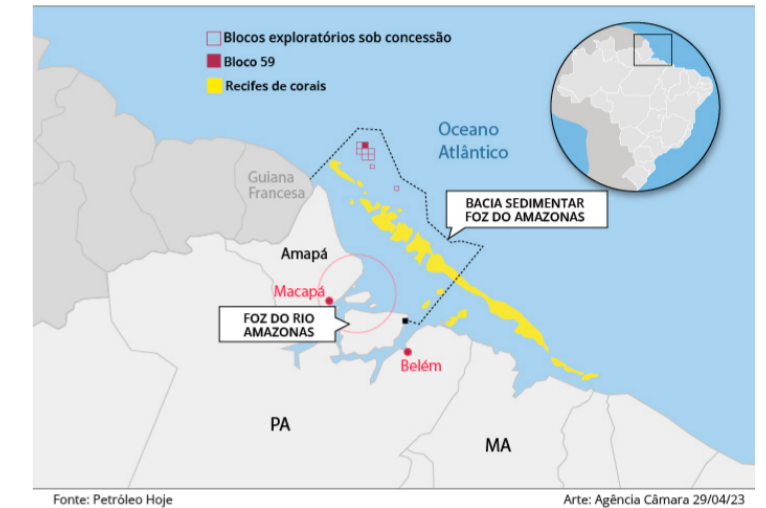 Blocos exploratórios sob concessão
Bloco 59
Recifes de corais
Oceano
Atlântico
Guiana
Francesa
BACIA SEDIMENTAR
FOZ DO AMAZONAS
Amapá
Macapá
FOZ DO RIO
AMAZONAS
Belém
PA
MA
Fonte: Petróleo Hoje
Arte: Agência Câmara 29/04/23